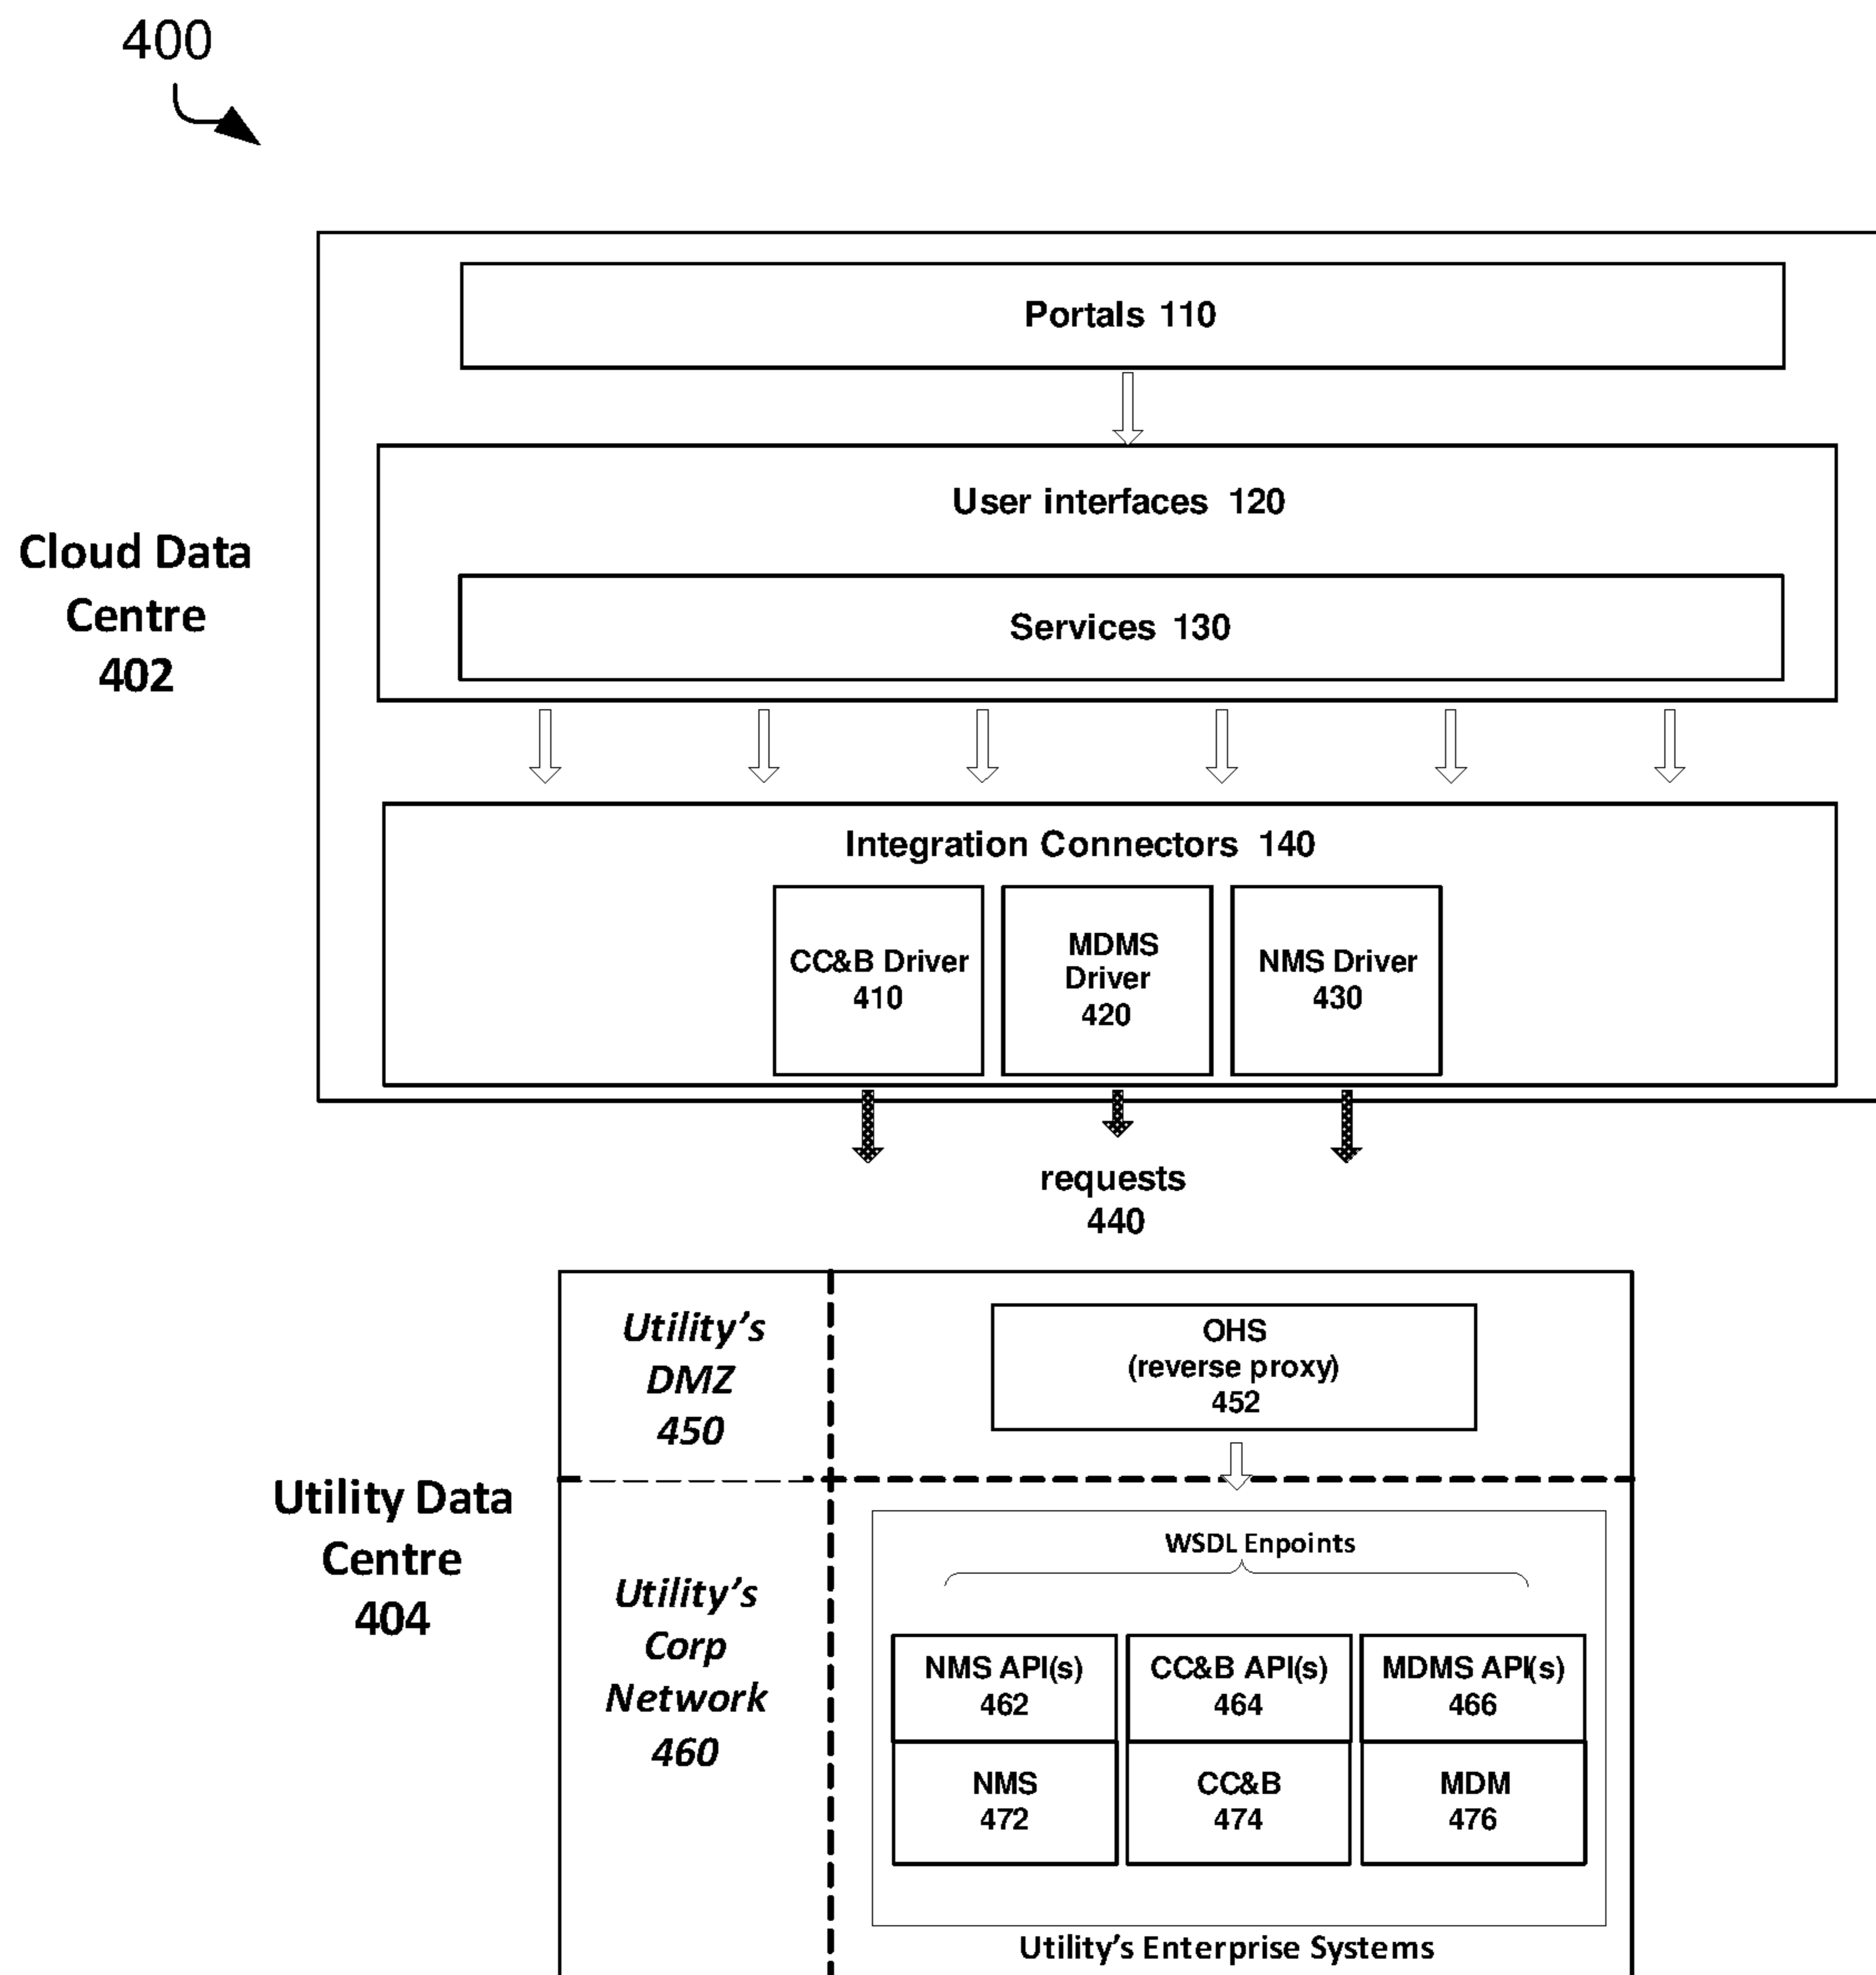 400
Portals 110
User interfaces 120
Services 130
Cloud Data
Centre
402
Integration Connectors 140
CC&B Driver
410
MDMS
Driver
420
NMS Driver
430
requests
440
Utility's
DMZ
450
OHS
(reverse proxy)
452
Utility Data
Centre
404
Utility's
Corp
Network
460
WSDL Enpoints
NMS API(s)
462
CC&B API(s)
464
MDMS API(s)
466
NMS
472
CC&B
474
MDM
476
Utility's Enterprise Systems